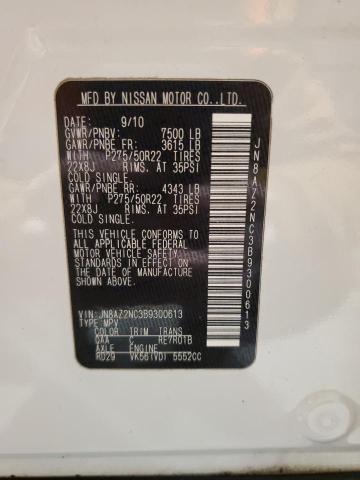 MFD BY NISSAN MOTOR CO.,LTD.
DATE: 9/10
GVWR/PNBV: 7500 LB
GAWR/PNBE FR: 3615 LB
WITH P275/50R22 TIRES
22X8J RIMS. AT 35PSI
COLD SINGLE.
GAWR/PNBE RR: 4343 LB
WITH P275/50R22 TIRES
22X8J RIMS. AT 35PSI
COLD SINGLE.
THIS VEHICLE CONFORMS TO
ALL APPLICABLE FEDERAL
MOTOR VEHICLE SAFETY
STANDARDS IN EFFECT ON
THE DATE OF MANUFACTURE
SHOWN ABOVE.
VIN: JN8AZ2NC3B9300613
TYPE: MPV
COLOR TRIM TRANS
QAA C RE7R01B
AXLE ENGINE
RD29 VK56(VD) 5552CC
JN8AZ2NC3B9300613